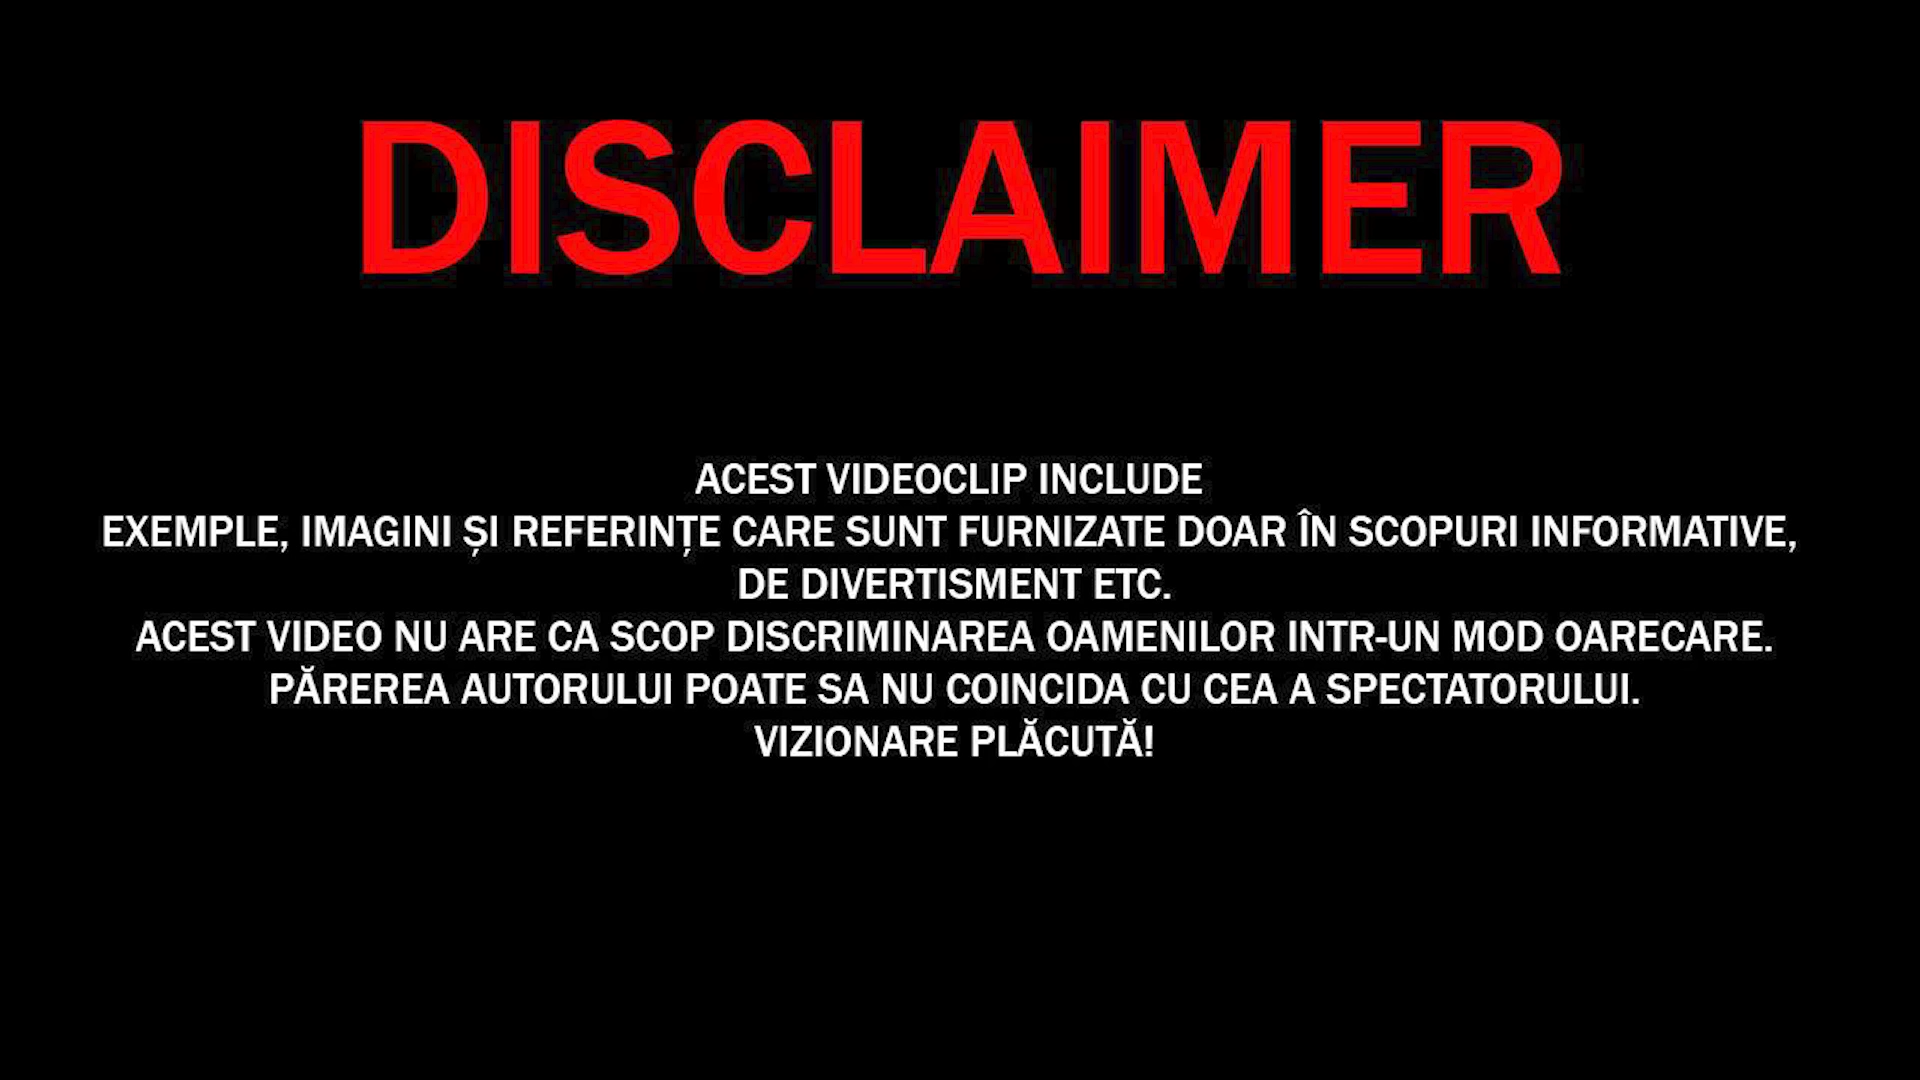 DISCLAIMER
ACEST VIDEOCLIP INCLUDE
EXEMPLE, IMAGINI ȘI REFERINȚE CARE SUNT FURNIZATE DOAR ÎN SCOPURI INFORMATIVE,
DE DIVERTISMENT ETC.
ACEST VIDEO NU ARE CA SCOP DISCRIMINAREA OAMENILOR INTR-UN MOD OARECARE.
PĂREREA AUTORULUI POATE SA NU COINCIDA CU CEA A SPECTATORULUI.
VIZIONARE PLĂCUTĂ!